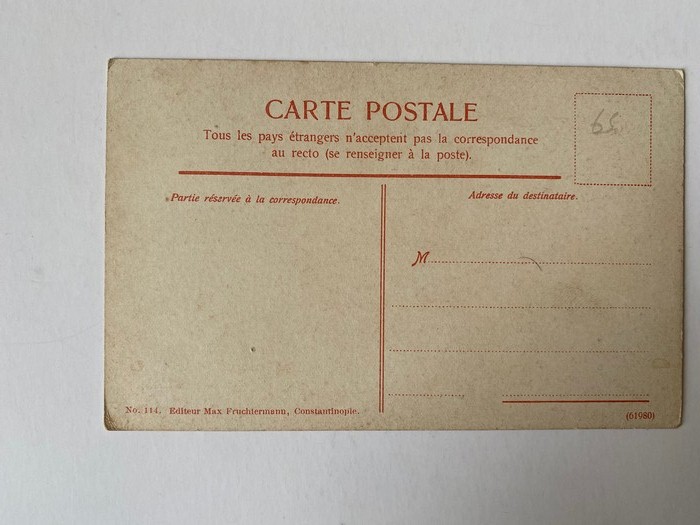 CARTE POSTALE
Tous les pays étrangers n'acceptent pas la correspondance
au recto (se renseigner à la poste).
65
Partie réservée à la correspondance.
Adresse du destinataire.
M
No. 114. Editeur Max Fruchtermann, Constantinople.
(61980)